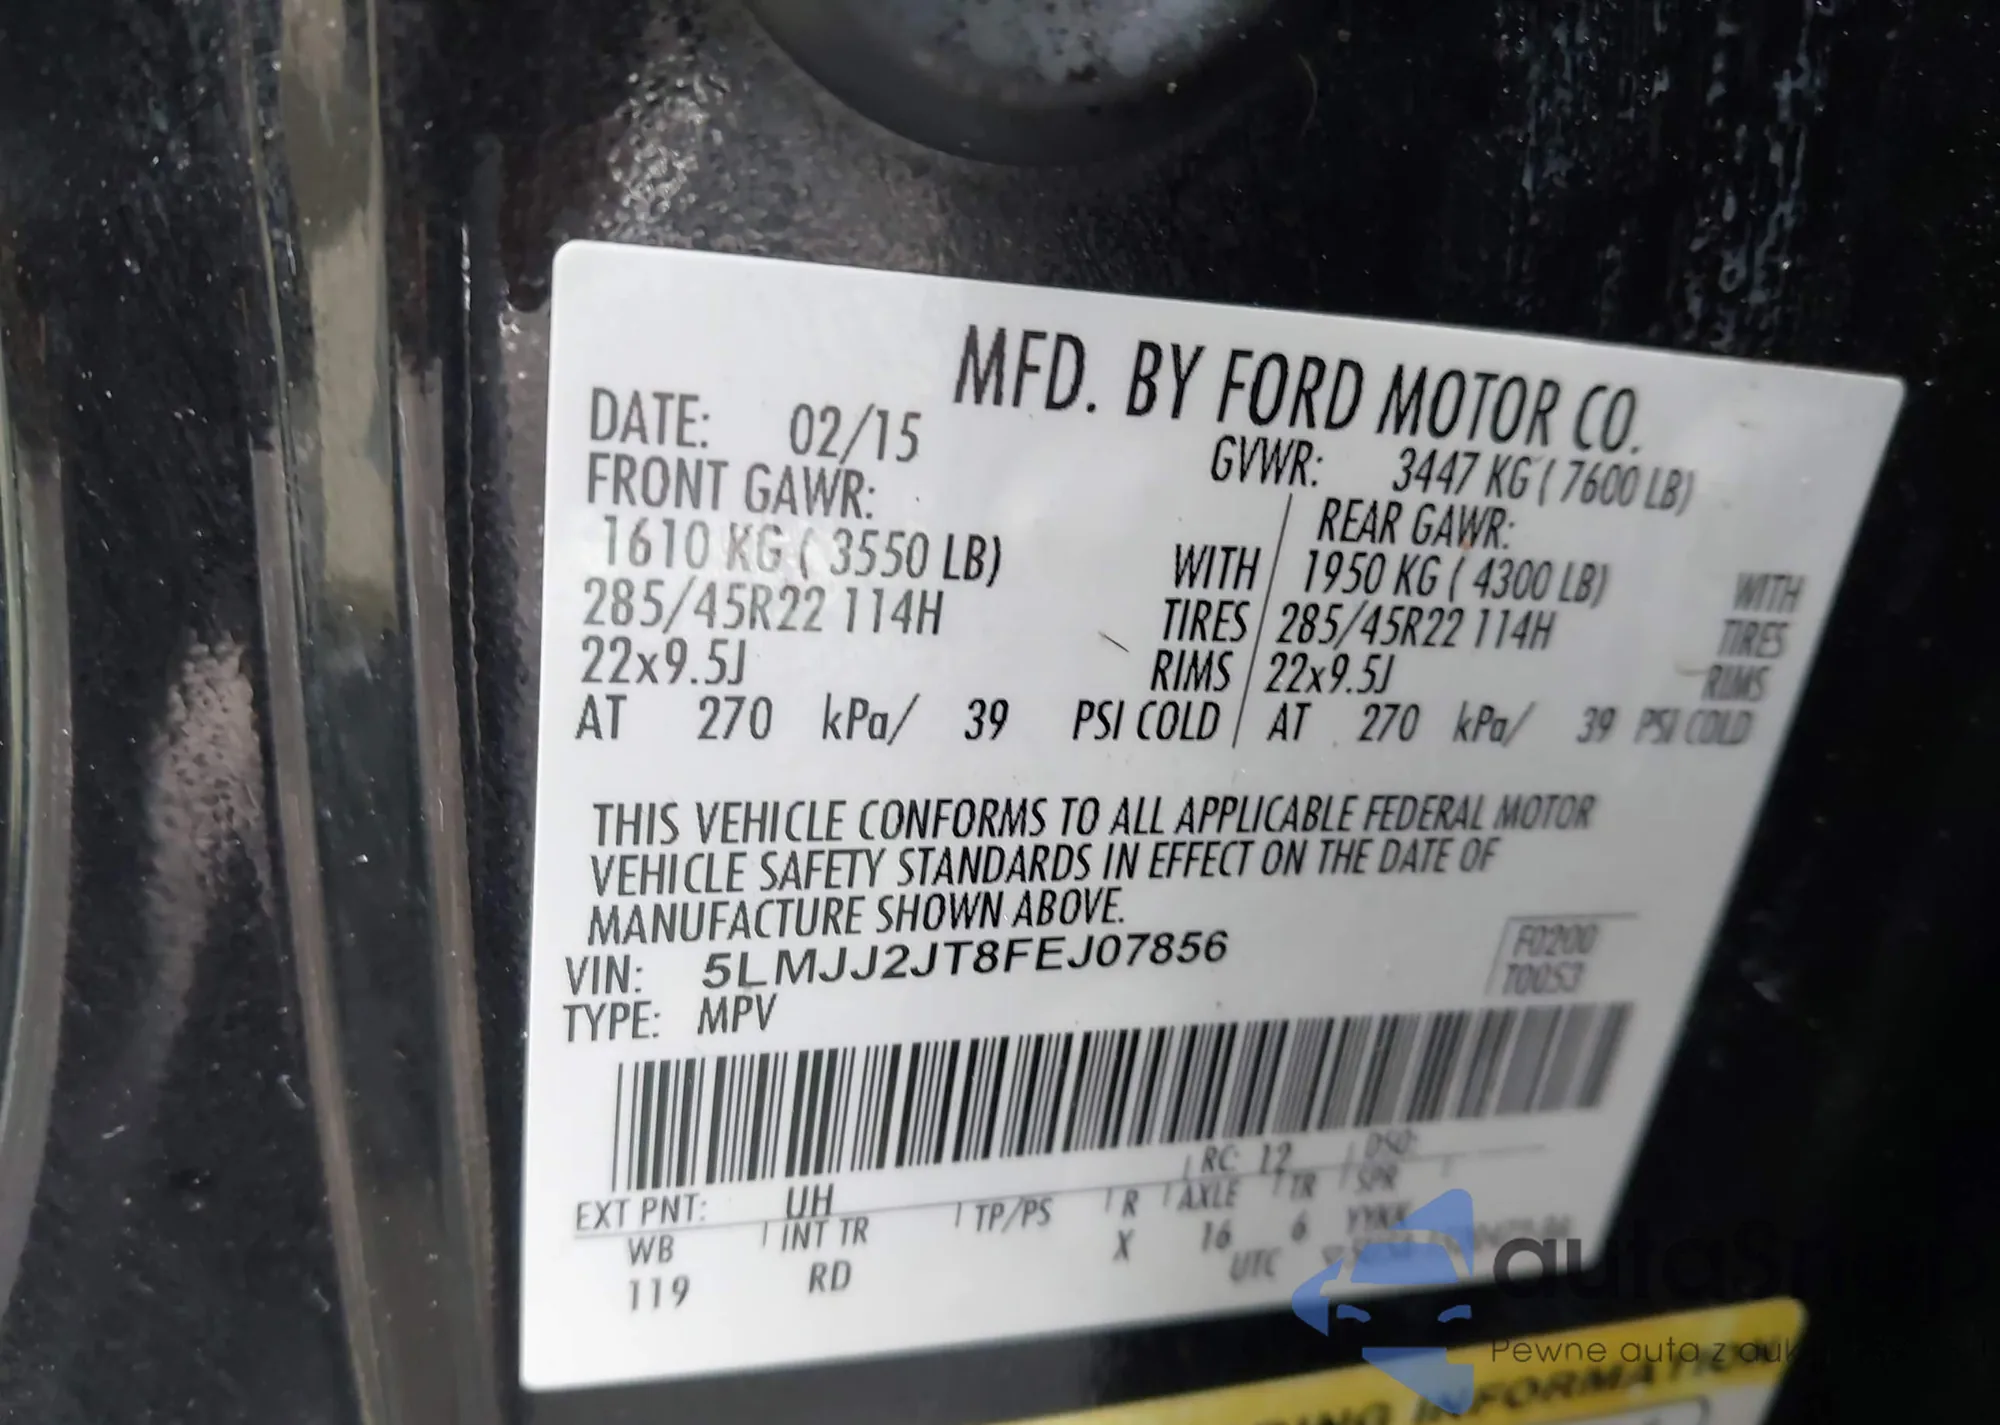 MFD. BY FORD MOTOR CO.
DATE: 02/15
GVWR: 3447 KG ( 7600 LB)
FRONT GAWR:
REAR GAWR:
1610 KG ( 3550 LB) WITH
1950 KG ( 4300 LB) WITH
285/45R22 114H TIRES
285/45R22 114H TIRES
22x9.5J RIMS
22x9.5J RIMS
AT 270 kPa/ 39 PSI COLD
AT 270 kPa/ 39 PSI COLD
THIS VEHICLE CONFORMS TO ALL APPLICABLE FEDERAL MOTOR
VEHICLE SAFETY STANDARDS IN EFFECT ON THE DATE OF
MANUFACTURE SHOWN ABOVE.
VIN: 5LMJJ2JT8FEJ07856
F0200
T0053
TYPE: MPV
EXT PNT: UH RC: 12 DSO:
WB INT TR TP/PS R AXLE TR SPR
119 RD X 16 6
UTC
Pewne auta z
INFORMATION